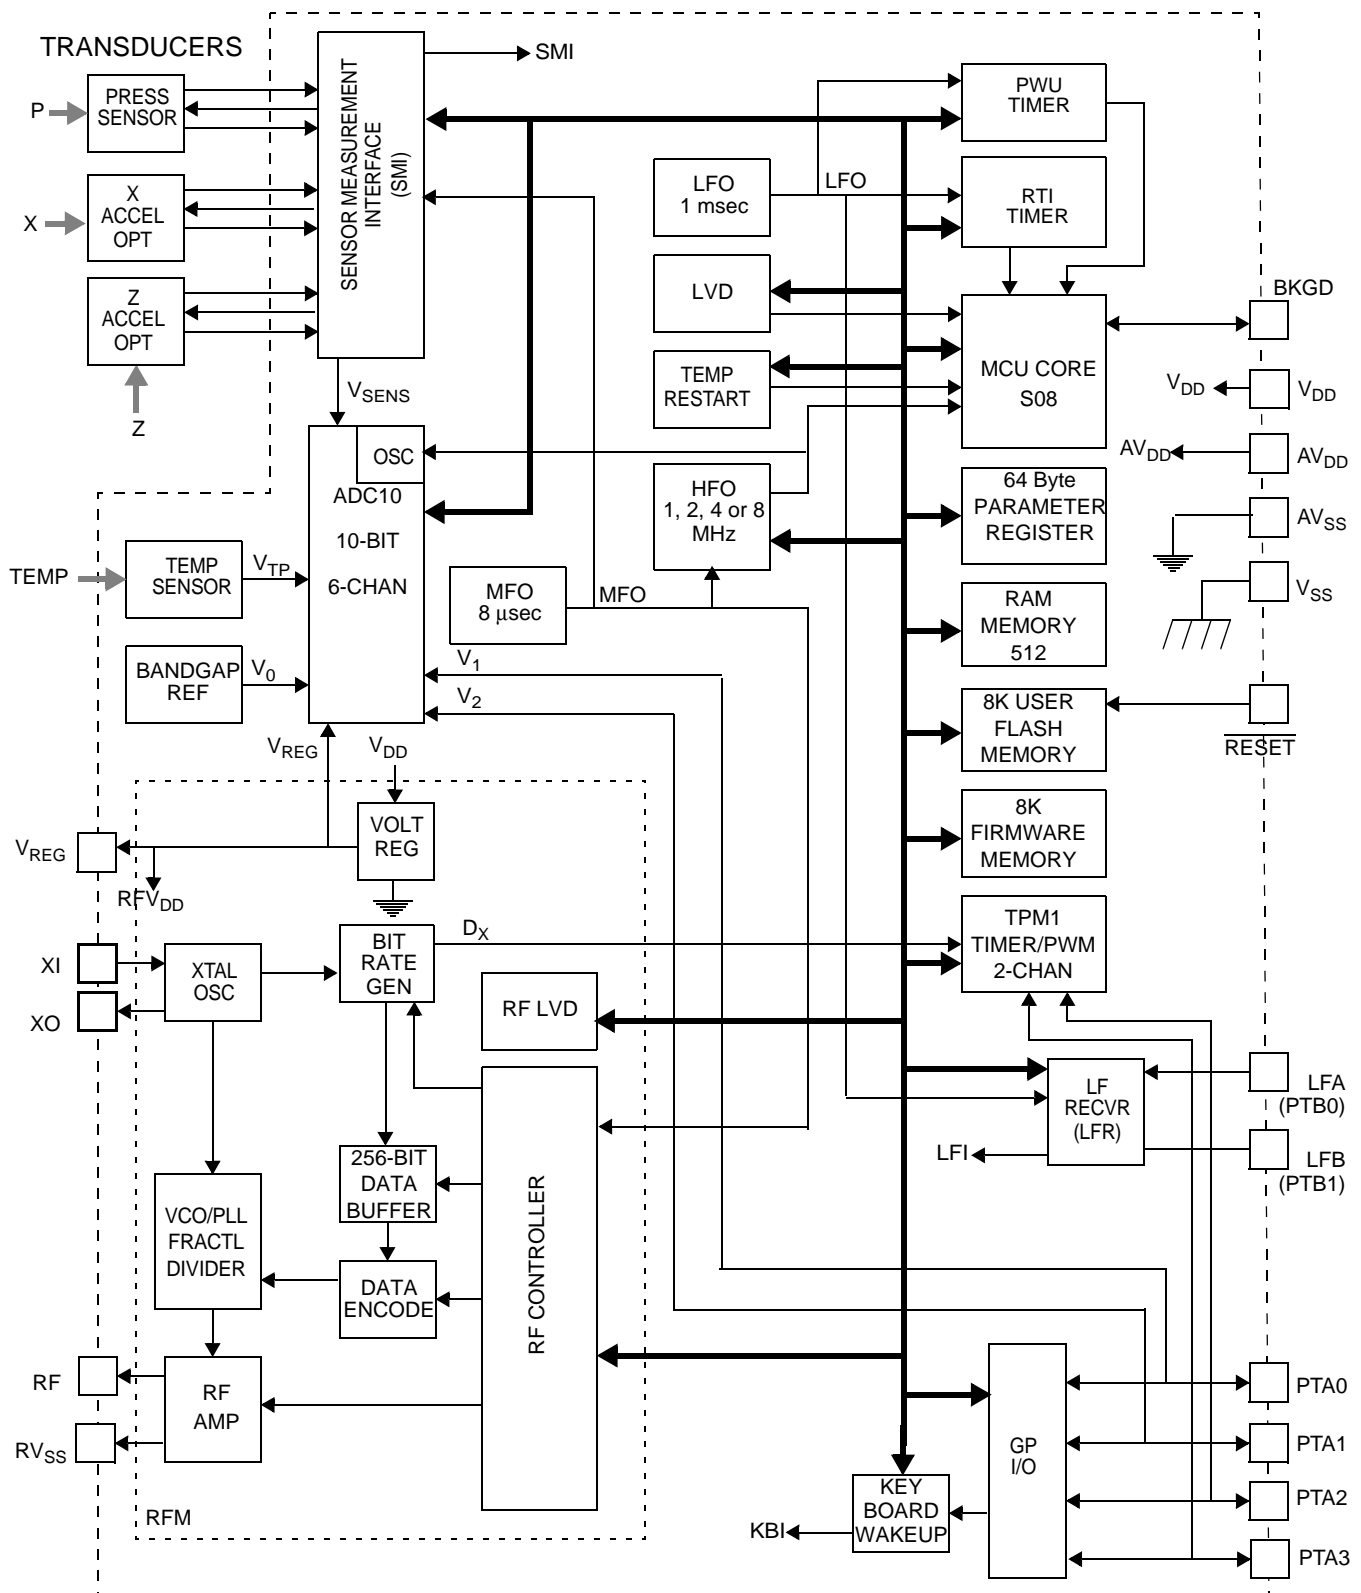 TRANSDUCERS
SMI
P
PRESS
SENSOR
SENSOR MEASUREMENT
INTERFACE
(SMI)
PWU
TIMER
X
X
ACCEL
OPT
LFO
1 msec
LFO
RTI
TIMER
Z
ACCEL
OPT
Z
LVD
BKGD
TEMP
RESTART
MCU CORE
S08
VDD
VDD
VSENS
OSC
AVDD
AVDD
ADC10
10-BIT
6-CHAN
HFO
1, 2, 4 or 8
MHz
64 Byte
PARAMETER
REGISTER
AVSS
TEMP
TEMP
SENSOR
VTP
MFO
8 μsec
MFO
RAM
MEMORY
512
VSS
BANDGAP
REF
V0
V1
V2
8K USER
FLASH
MEMORY
RESET
VREG
VDD
VOLT
REG
VREG
RFVDD
8K
FIRMWARE
MEMORY
XI
XO
XTAL
OSC
BIT
RATE
GEN
DX
TPM1
TIMER/PWM
2-CHAN
RF LVD
LF
RECVR
(LFR)
LFA
(PTB0)
LFI
LFB
(PTB1)
256-BIT
DATA
BUFFER
VCO/PLL
FRACTL
DIVIDER
DATA
ENCODE
RF CONTROLLER
RF
RF
AMP
RVSS
RFM
GP
I/O
PTA0
PTA1
PTA2
PTA3
KEY
BOARD
WAKEUP
KBI